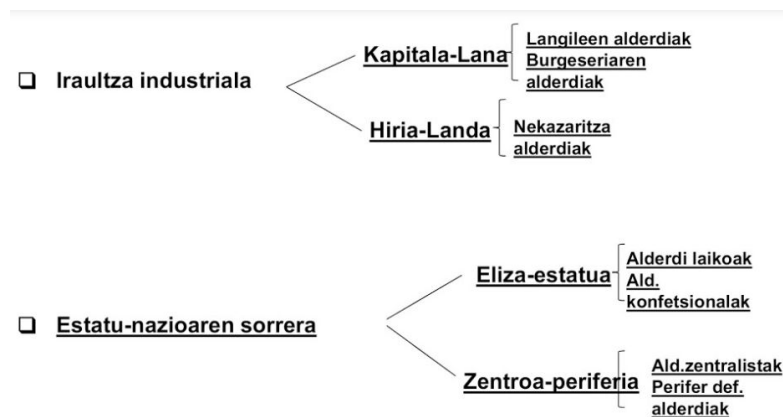 Kapitala-Lana
Langileen alderdiak
Burgeseriaren
alderdiak
Iraultza industriala
Hiria-Landa
Nekazaritza
alderdiak
Eliza-estatua
Alderdi laikoak
Ald.
konfetsionalak
Estatu-nazioaren sorrera
Zentroa-periferia
Ald.zentralistak
Perifer def.
alderdiak